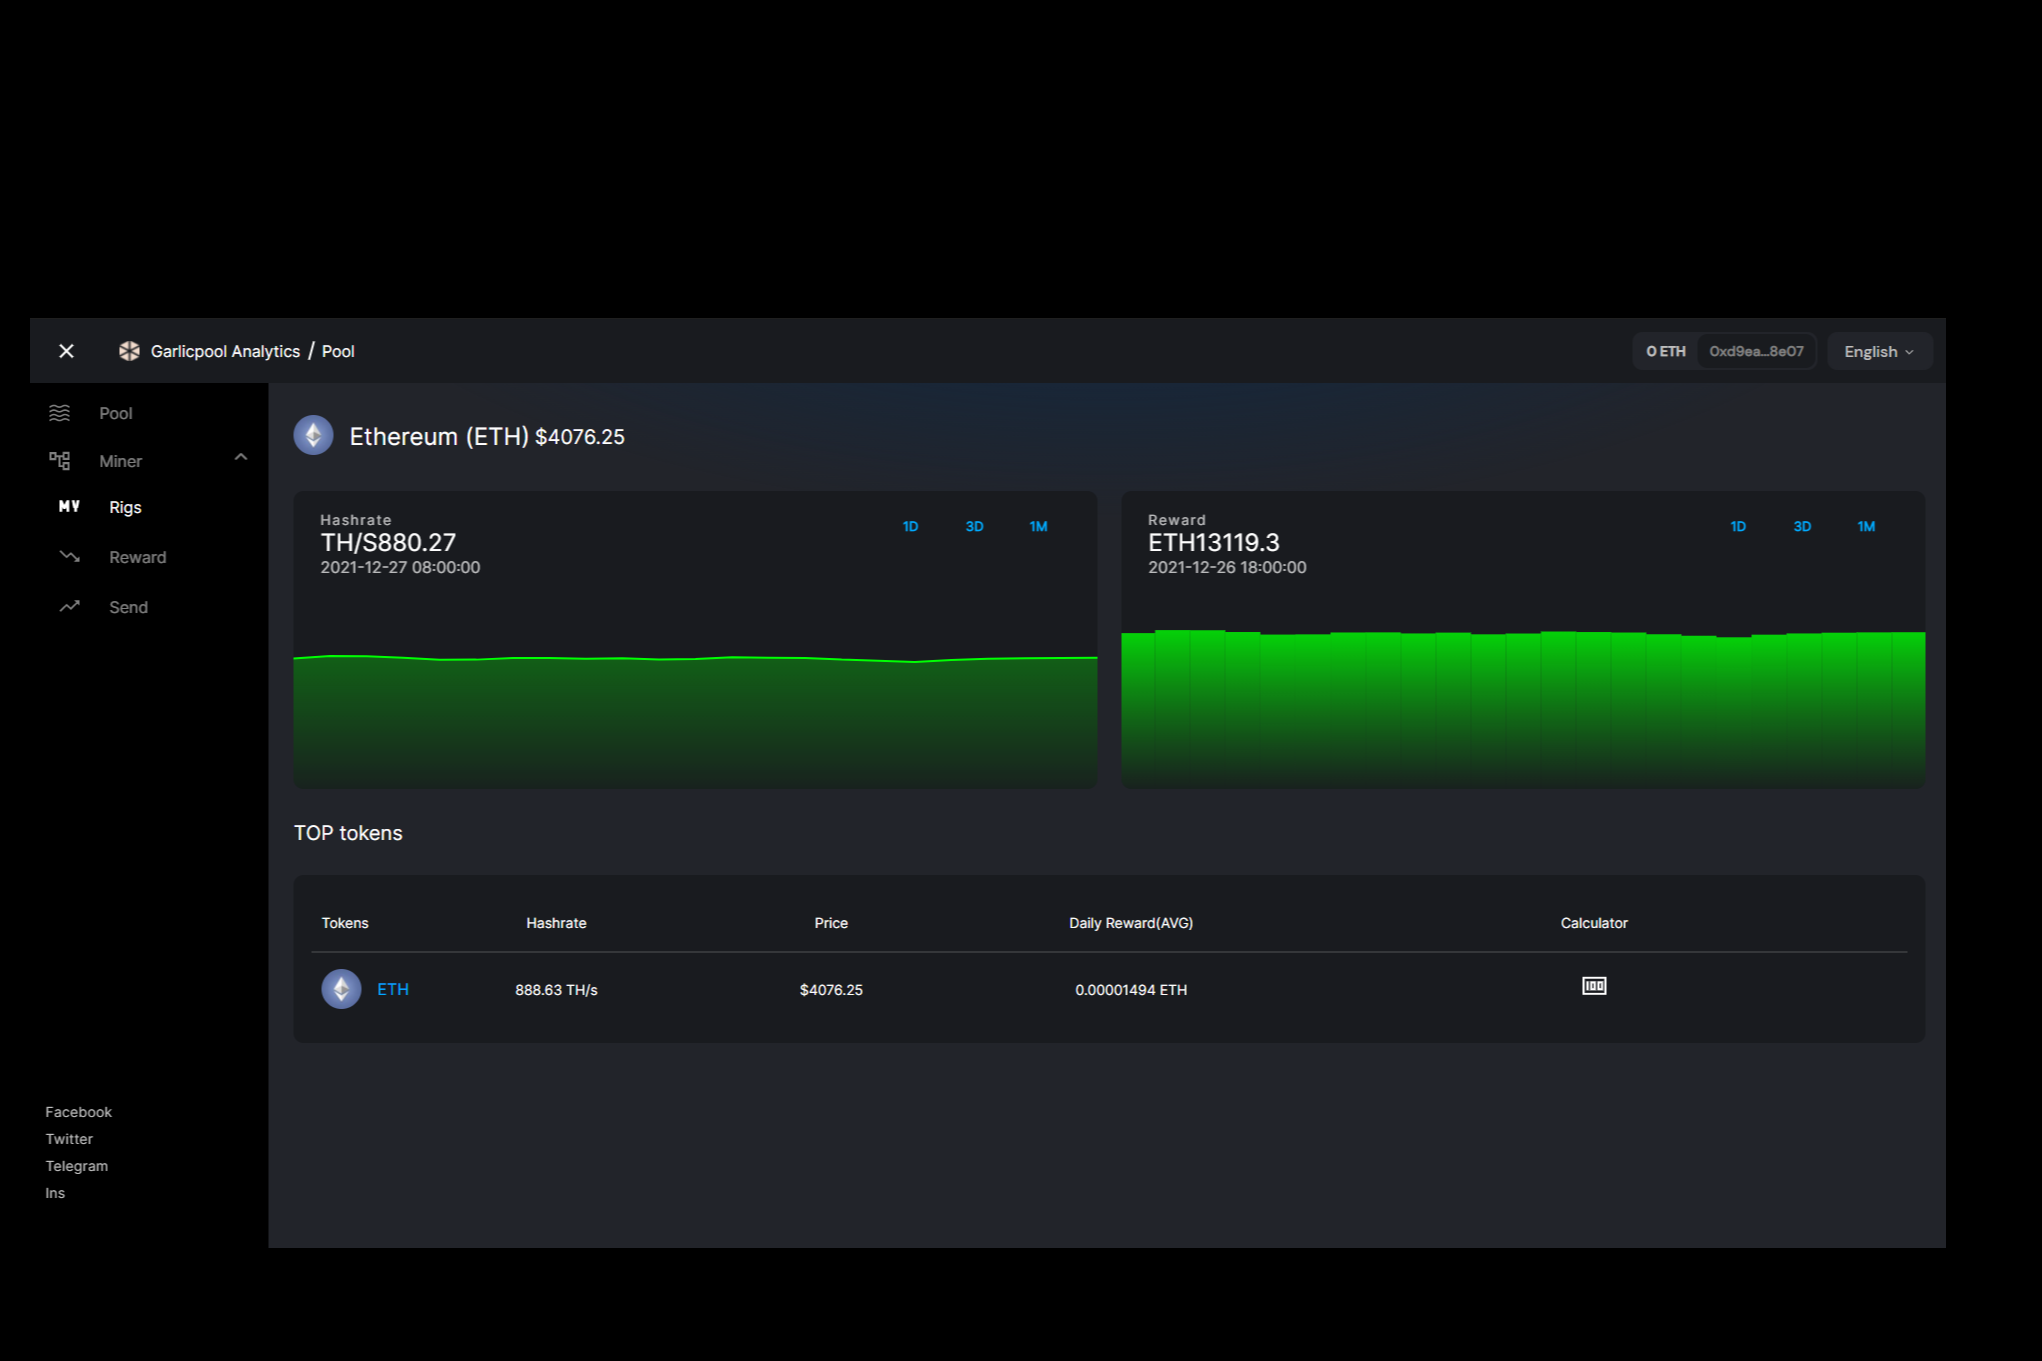 Garlicpool Analytics / Pool
0 ETH 0xd9ea...8e07 English
Pool
Miner
MV Rigs
Reward
Send
Ethereum (ETH) $4076.25
Hashrate
TH/S880.27
2021-12-27 08:00:00
1D 3D 1M
Reward
ETH13119.3
2021-12-26 18:00:00
1D 3D 1M
TOP tokens
Tokens Hashrate Price Daily Reward(AVG) Calculator
ETH 888.63 TH/s $4076.25 0.00001494 ETH
Facebook
Twitter
Telegram
Ins